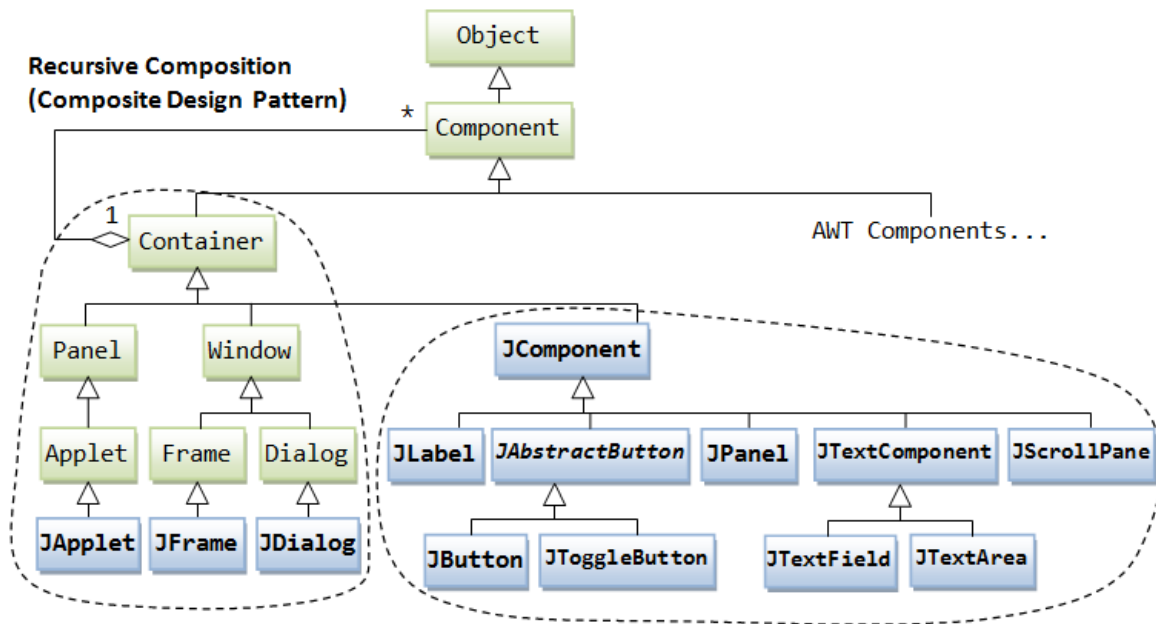 Object
Recursive Composition
(Composite Design Pattern)
*
Component
1
Container
AWT Components...
Panel
Window
JComponent
Applet
Frame
Dialog
JLabel
JAbstractButton
JPanel
JTextComponent
JScrollPane
JApplet
JFrame
JDialog
JButton
JToggleButton
JTextField
JTextArea